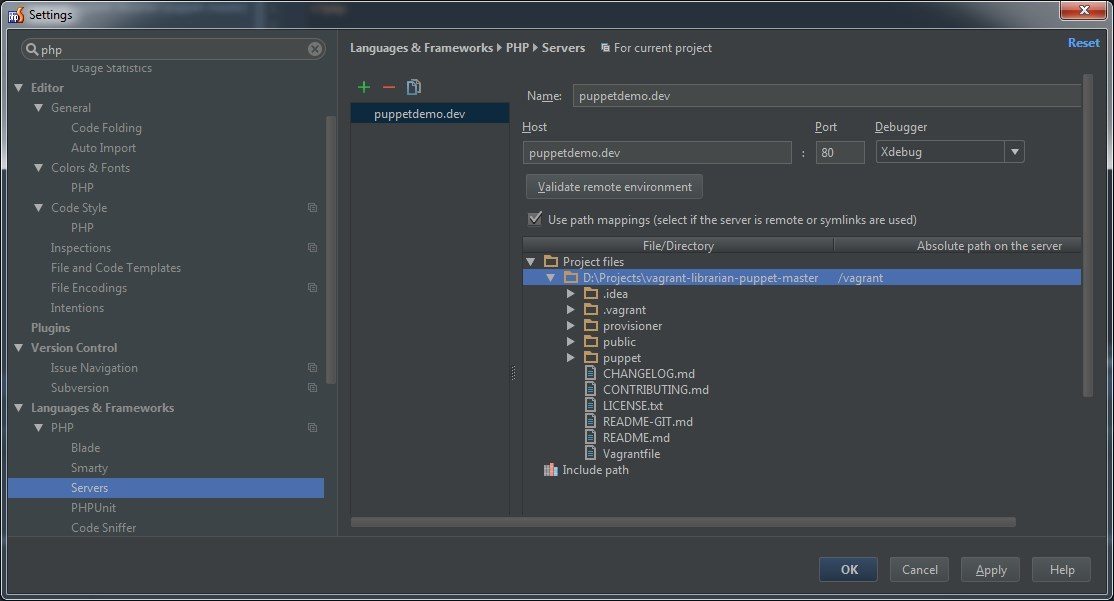 Settings
php
Usage Statistics
Editor
General
Code Folding
Auto Import
Colors & Fonts
PHP
Code Style
PHP
Inspections
File and Code Templates
File Encodings
Intentions
Plugins
Version Control
Issue Navigation
Subversion
Languages & Frameworks
PHP
Blade
Smarty
Servers
PHPUnit
Code Sniffer
Languages & Frameworks PHP Servers For current project
Reset
puppetdemo.dev
Name: puppetdemo.dev
Host Port Debugger
puppetdemo.dev : 80 Xdebug
Validate remote environment
Use path mappings (select if the server is remote or symlinks are used)
File/Directory Absolute path on the server
Project files
D:\Projects\vagrant-librarian-puppet-master /vagrant
.idea
.vagrant
provisioner
public
puppet
CHANGELOG.md
CONTRIBUTING.md
LICENSE.txt
README-GIT.md
README.md
Vagrantfile
Include path
OK Cancel Apply Help